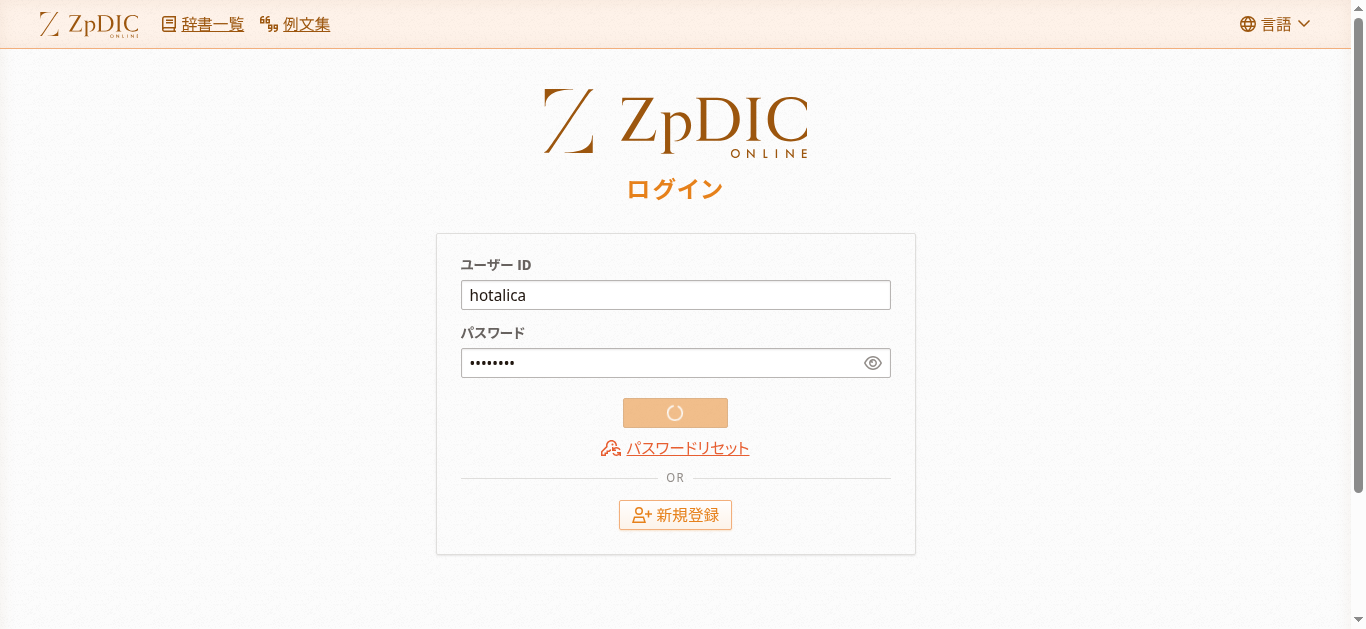 ZpDIC ONLINE 辞書一覧 例文集 言語
ZpDIC
ONLINE
ログイン
ユーザー ID
hotalica
パスワード
••••••••
パスワードリセット
OR
新規登録